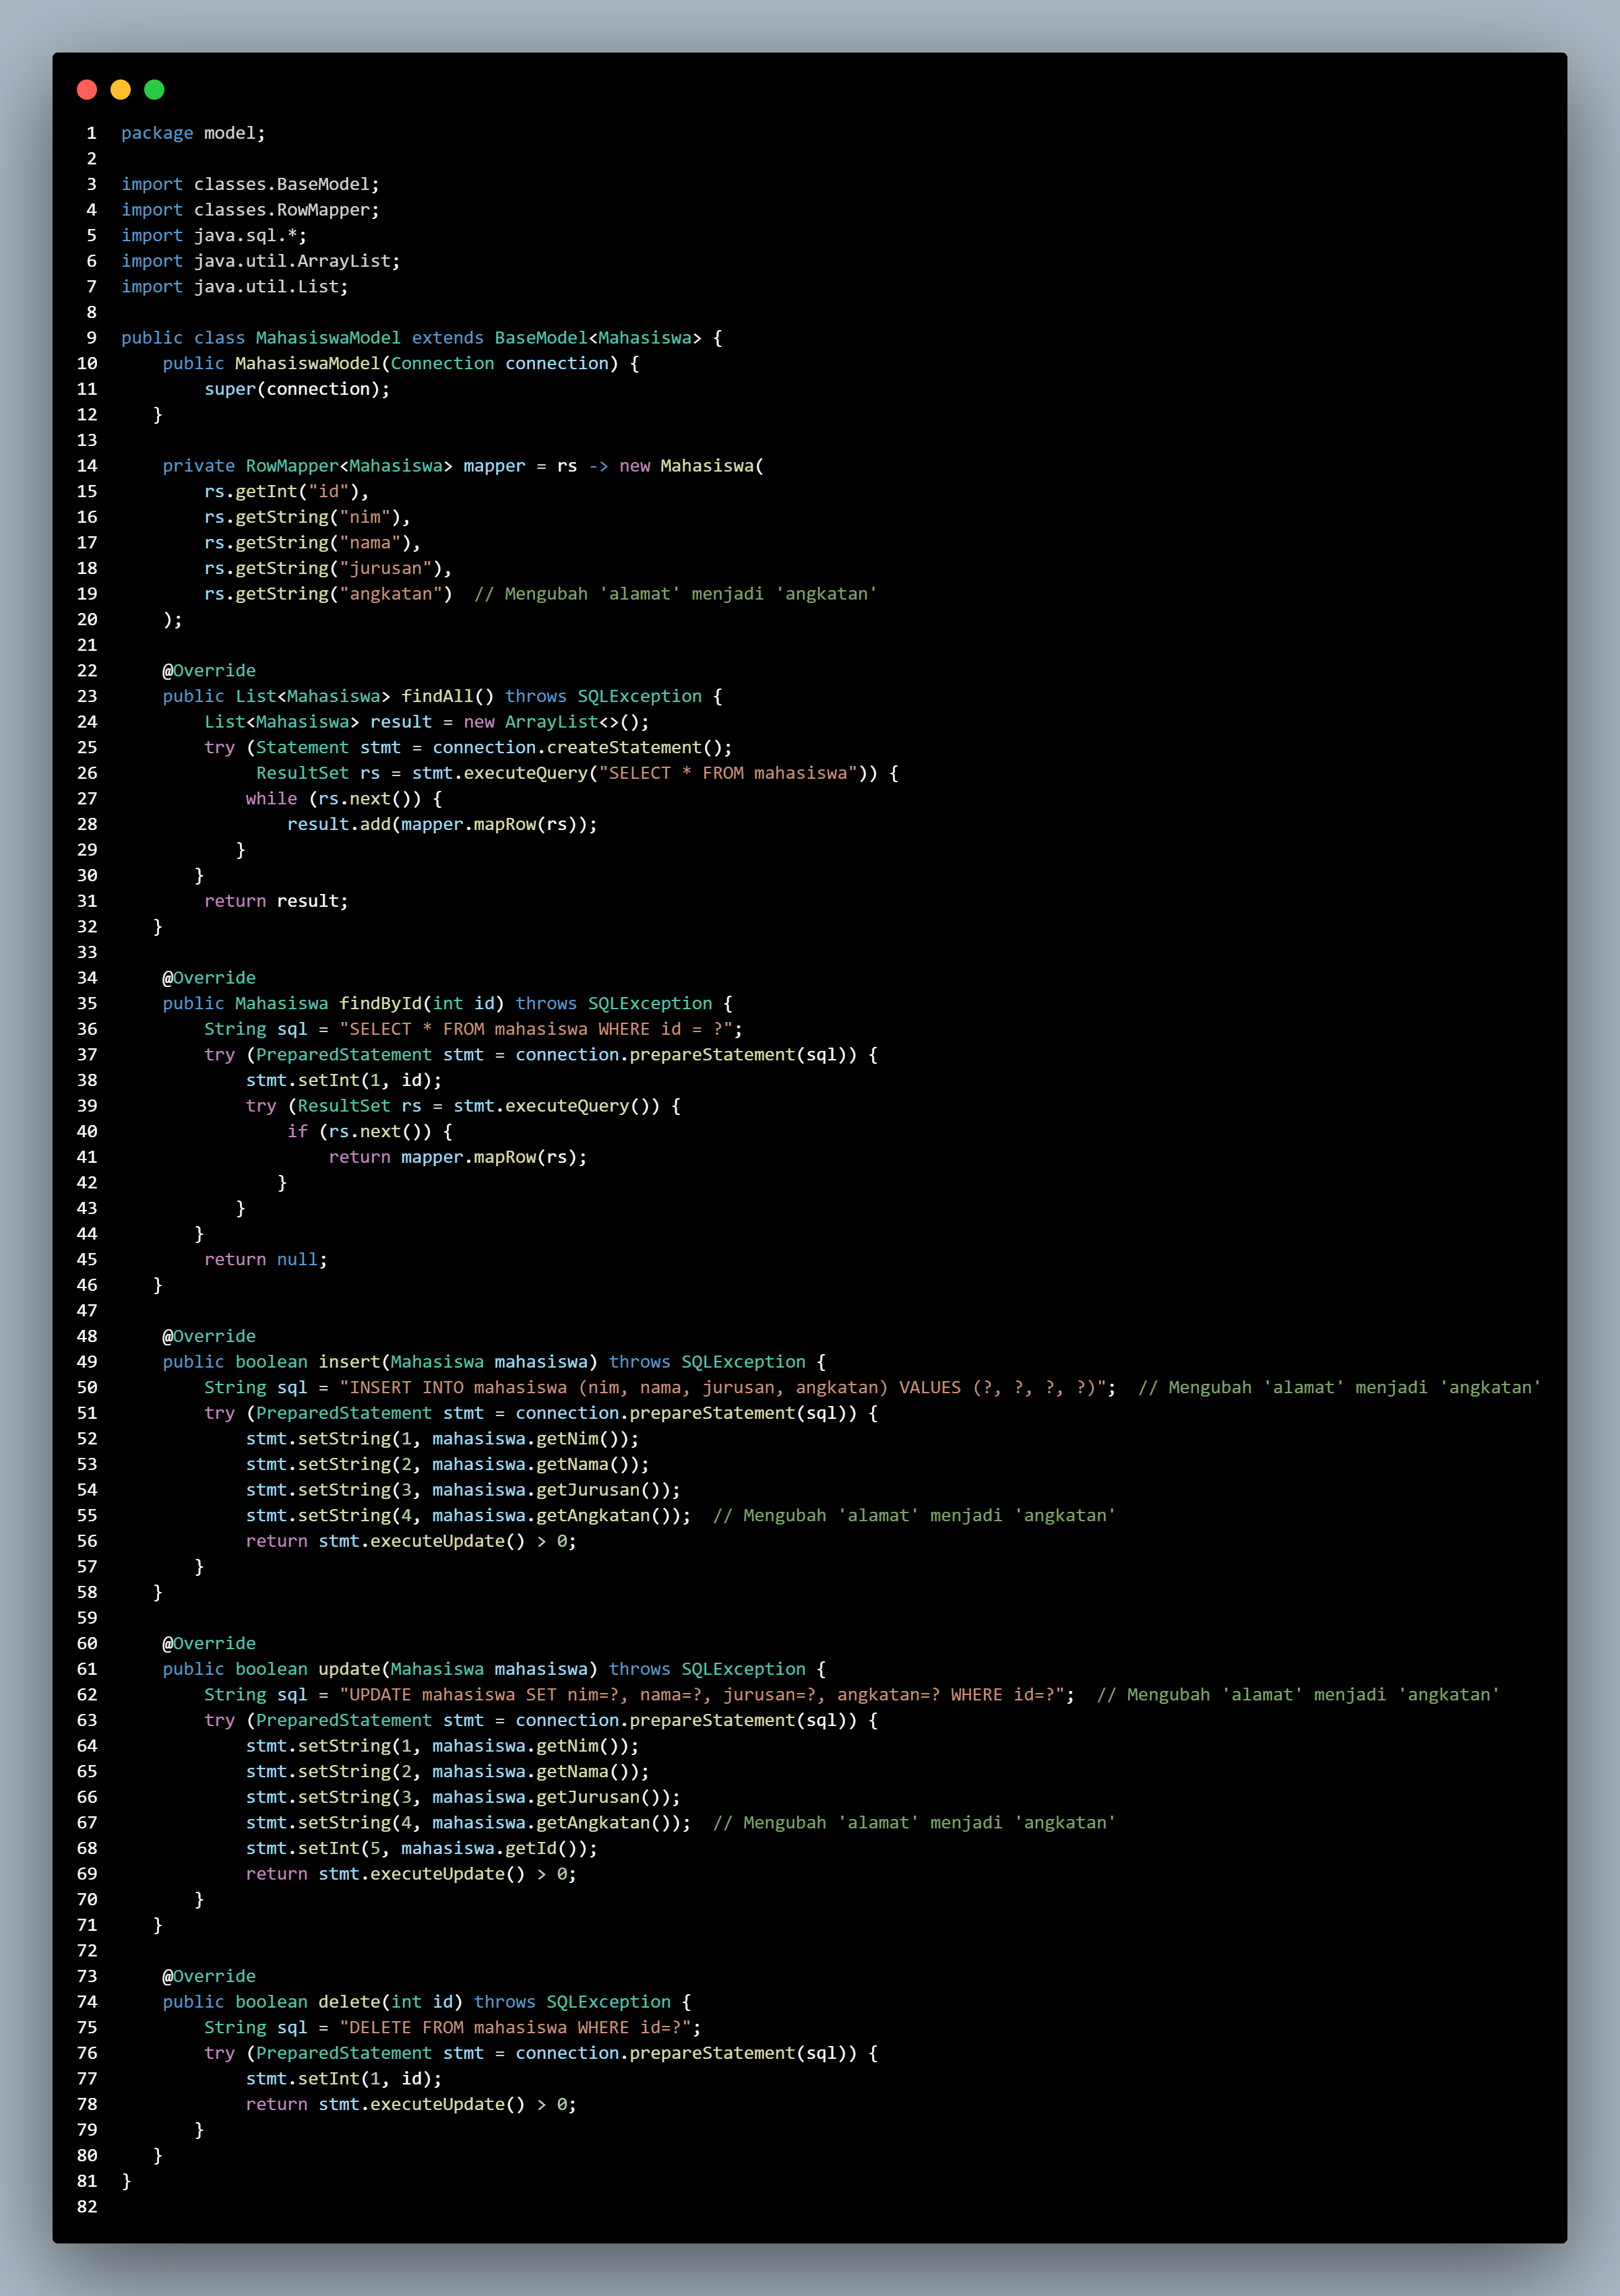 1 package model;
2
3 import classes.BaseModel;
4 import classes.RowMapper;
5 import java.sql.*;
6 import java.util.ArrayList;
7 import java.util.List;
8
9 public class MahasiswaModel extends BaseModel<Mahasiswa> {
10     public MahasiswaModel(Connection connection) {
11         super(connection);
12    }
13
14     private RowMapper<Mahasiswa> mapper = rs -> new Mahasiswa(
15         rs.getInt("id"),
16         rs.getString("nim"),
17         rs.getString("nama"),
18         rs.getString("jurusan"),
19         rs.getString("angkatan")  // Mengubah 'alamat' menjadi 'angkatan'
20     );
21
22     @Override
23     public List<Mahasiswa> findAll() throws SQLException {
24         List<Mahasiswa> result = new ArrayList<>();
25         try (Statement stmt = connection.createStatement();
26              ResultSet rs = stmt.executeQuery("SELECT * FROM mahasiswa")) {
27             while (rs.next()) {
28                 result.add(mapper.mapRow(rs));
29            }
30        }
31         return result;
32    }
33
34     @Override
35     public Mahasiswa findById(int id) throws SQLException {
36         String sql = "SELECT * FROM mahasiswa WHERE id = ?";
37         try (PreparedStatement stmt = connection.prepareStatement(sql)) {
38             stmt.setInt(1, id);
39             try (ResultSet rs = stmt.executeQuery()) {
40                 if (rs.next()) {
41                     return mapper.mapRow(rs);
42                }
43            }
44        }
45         return null;
46    }
47
48     @Override
49     public boolean insert(Mahasiswa mahasiswa) throws SQLException {
50         String sql = "INSERT INTO mahasiswa (nim, nama, jurusan, angkatan) VALUES (?, ?, ?, ?)";  // Mengubah 'alamat' menjadi 'angkatan'
51         try (PreparedStatement stmt = connection.prepareStatement(sql)) {
52             stmt.setString(1, mahasiswa.getNim());
53             stmt.setString(2, mahasiswa.getNama());
54             stmt.setString(3, mahasiswa.getJurusan());
55             stmt.setString(4, mahasiswa.getAngkatan());  // Mengubah 'alamat' menjadi 'angkatan'
56             return stmt.executeUpdate() > 0;
57        }
58    }
59
60     @Override
61     public boolean update(Mahasiswa mahasiswa) throws SQLException {
62         String sql = "UPDATE mahasiswa SET nim=?, nama=?, jurusan=?, angkatan=? WHERE id=?";  // Mengubah 'alamat' menjadi 'angkatan'
63         try (PreparedStatement stmt = connection.prepareStatement(sql)) {
64             stmt.setString(1, mahasiswa.getNim());
65             stmt.setString(2, mahasiswa.getNama());
66             stmt.setString(3, mahasiswa.getJurusan());
67             stmt.setString(4, mahasiswa.getAngkatan());  // Mengubah 'alamat' menjadi 'angkatan'
68             stmt.setInt(5, mahasiswa.getId());
69             return stmt.executeUpdate() > 0;
70        }
71    }
72
73     @Override
74     public boolean delete(int id) throws SQLException {
75         String sql = "DELETE FROM mahasiswa WHERE id=?";
76         try (PreparedStatement stmt = connection.prepareStatement(sql)) {
77             stmt.setInt(1, id);
78             return stmt.executeUpdate() > 0;
79        }
80    }
81 }
82